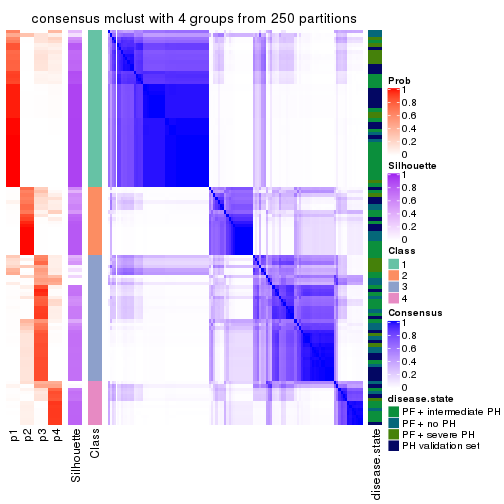 consensus mclust with 4 groups from 250 partitions
Prob
1
0.8
0.6
0.4
0.2
0
Silhouette
1
0.8
0.6
0.4
0.2
0
Class
1
2
3
4
Consensus
1
0.8
0.6
0.4
0.2
0
disease.state
PF + intermediate PH
PF + no PH
PF + severe PH
PH validation set
p1
p2
p3
p4
Silhouette
Class
disease.state